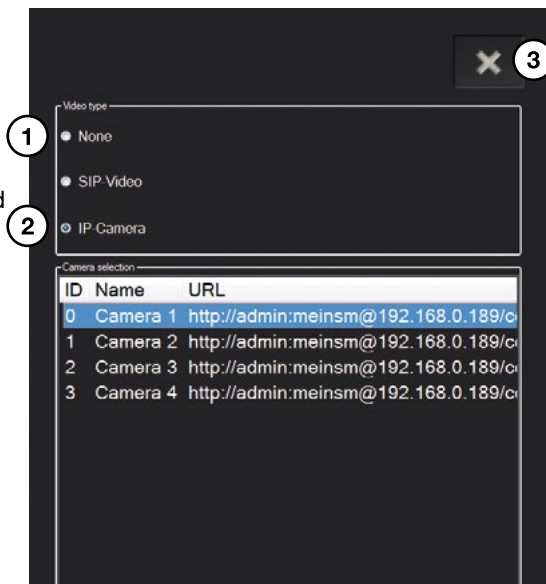 3
Video type
1
None
SIP-Video
d
2
IP-Camera
Camera selection
ID Name URL
0 Camera 1 http://admin:meinsm@192.168.0.189/c
1 Camera 2 http://admin:meinsm@192.168.0.189/c
2 Camera 3 http://admin:meinsm@192.168.0.189/c
3 Camera 4 http://admin:meinsm@192.168.0.189/c